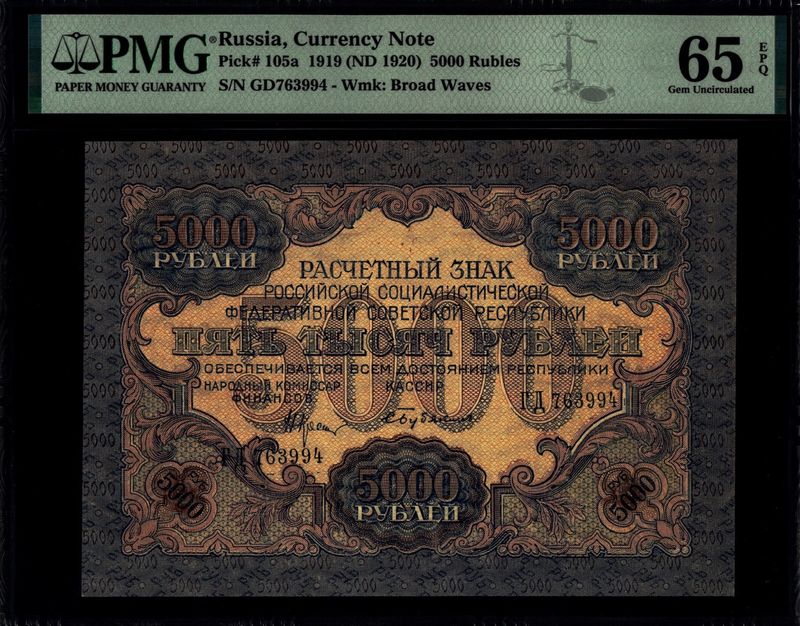 PMG®
PAPER MONEY GUARANTY
Russia, Currency Note
Pick# 105a 1919 (ND 1920) 5000 Rubles
S/N GD763994 - Wmk: Broad Waves
65 EPQ
Gem Uncirculated
5000
РУБЛЕЙ
5000
РУБЛЕЙ
РАСЧЕТНЫЙ ЗНАК
РОССИЙСКОЙ СОЦИАЛИСТИЧЕСКОЙ
ФЕДЕРАТИВНОЙ СОВЕТСКОЙ РЕСПУБЛИКИ
5000
ПЯТЬ ТЫСЯЧ РУБЛЕЙ
ОБЕСПЕЧИВАЕТСЯ ВСЕМ ДОСТОЯНИЕМ РЕСПУБЛИКИ
НАРОДНЫЙ КОМИССАР
ФИНАНСОВ
КАССИР
ГД 763994
ГД 763994
5000
5000
РУБЛЕЙ
5000